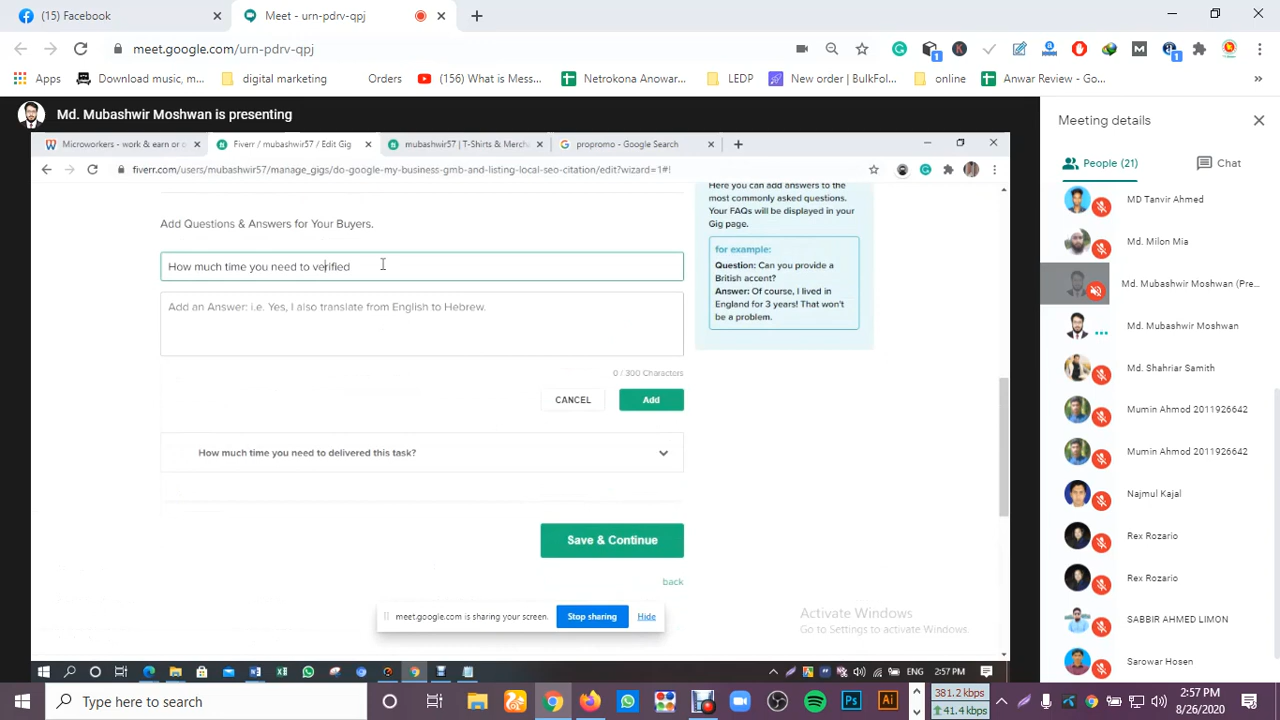 (15) Facebook
Meet - urn-pdrv-qpj
meet.google.com/urn-pdrv-qpj
Apps
Download music, m...
digital marketing
Orders
(156) What is Mess...
Netrokona Anowar...
LEDP
New order | BulkFol...
online
Anwar Review - Go...
»
Md. Mubashwir Moshwan is presenting
Microworkers - work & earn or o
Fiverr / mubashwir57 / Edit Gig
mubashwir57 | T-Shirts & Merch
propromo - Google Search
fiverr.com/users/mubashwir57/manage_gigs/do-google-my-business-gmb-and-listing-local-seo-citation/edit?wizard=1#!
Add Questions & Answers for Your Buyers.
How much time you need to verified
Add an Answer: i.e. Yes, I also translate from English to Hebrew.
0 / 300 Characters
CANCEL
Add
How much time you need to delivered this task?
Save & Continue
back
Here you can add answers to the
most commonly asked questions.
Your FAQs will be displayed in your
Gig page.
for example:
Question: Can you provide a
British accent?
Answer: Of course, I lived in
England for 3 years! That won't
be a problem.
meet.google.com is sharing your screen.
Stop sharing
Hide
Activate Windows
Go to Settings to activate Windows.
ENG
2:57 PM
Meeting details
People (21)
Chat
MD Tanvir Ahmed
Md. Milon Mia
Md. Mubashwir Moshwan (Pre...
Md. Mubashwir Moshwan
Md. Shahriar Samith
Mumin Ahmod 2011926642
Mumin Ahmod 2011926642
Najmul Kajal
Rex Rozario
Rex Rozario
SABBIR AHMED LIMON
Sarowar Hosen
Type here to search
Ps
Ai
381.2 kbps
41.4 kbps
2:57 PM
8/26/2020